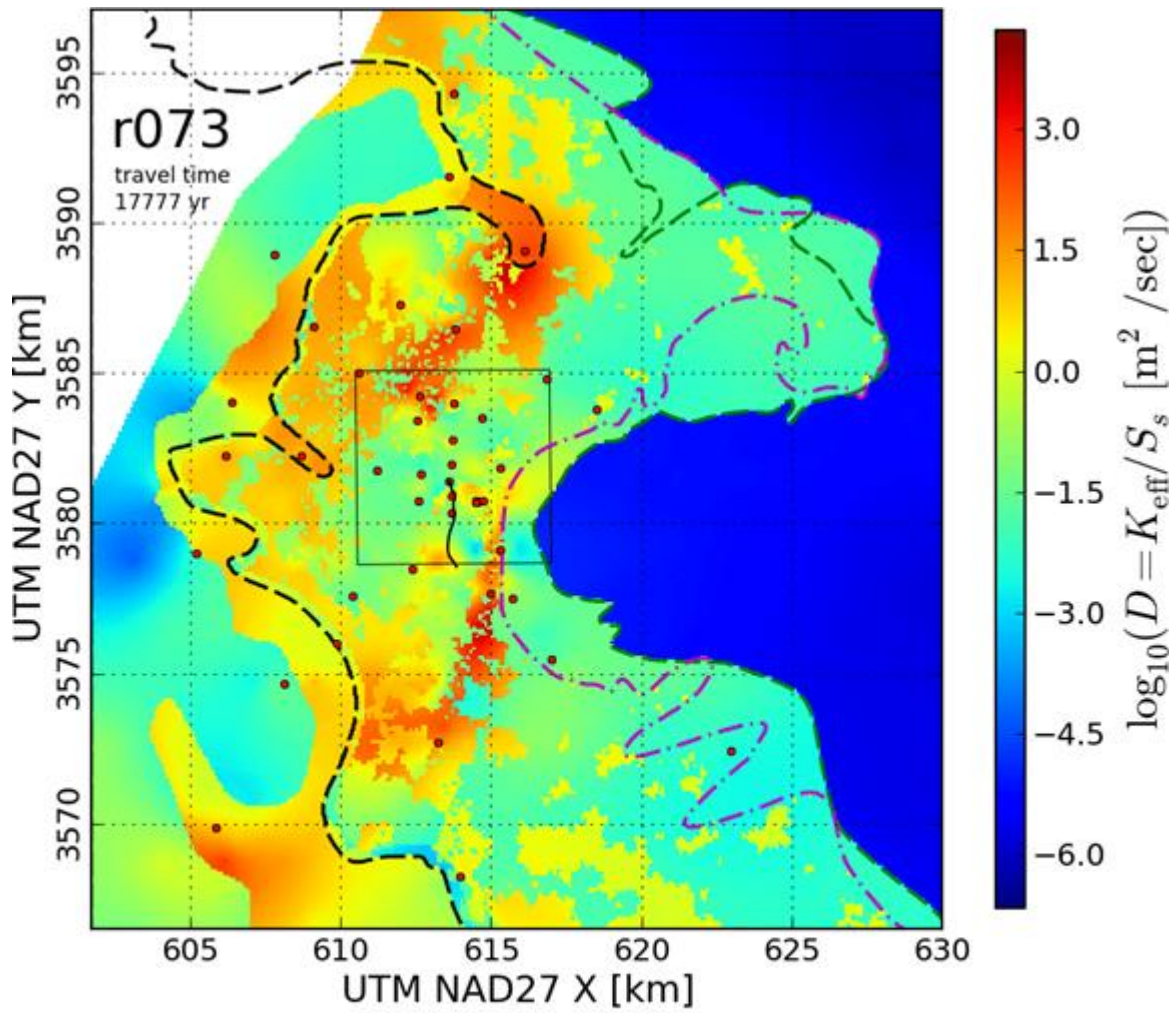 r073
travel time
17777 yr
3595
3590
3585
3580
3575
3570
UTM NAD27 Y [km]
605 610 615 620 625 630
UTM NAD27 X [km]
3.0
1.5
0.0
−1.5
−3.0
−4.5
−6.0
log₁₀(D = K_eff/S_s [m² /sec])